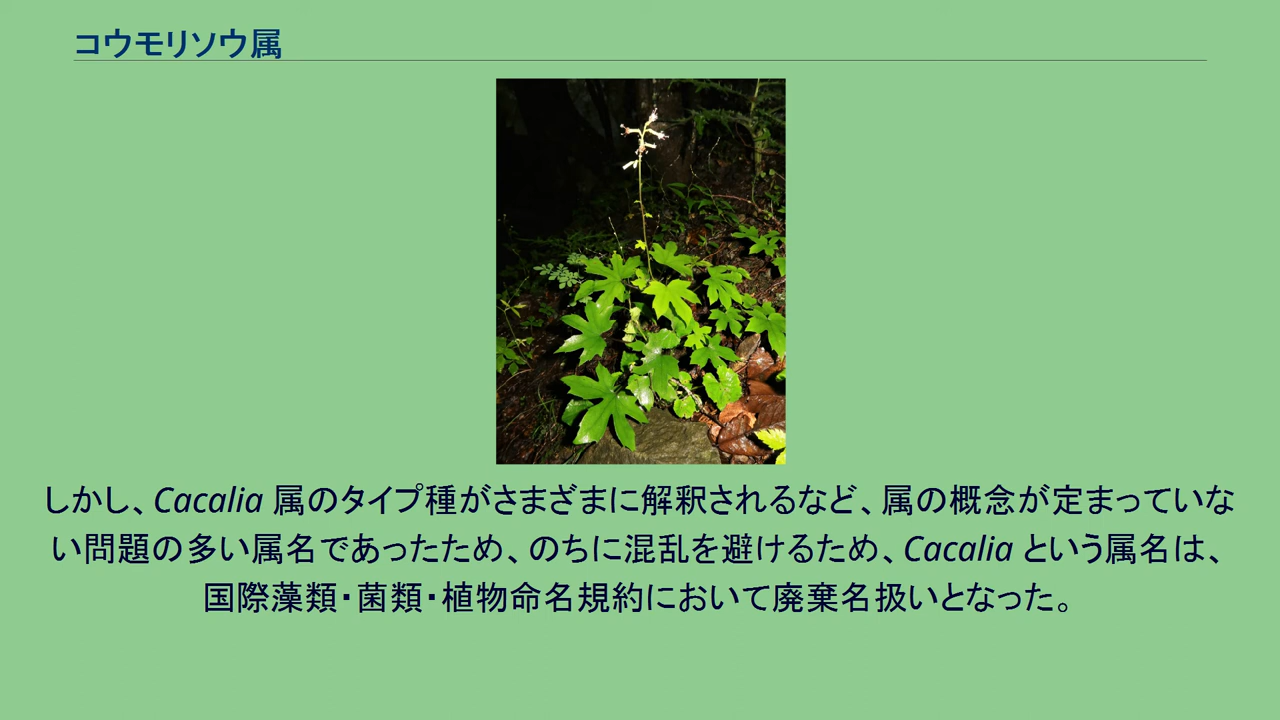 コウモリソウ属
しかし、Cacalia 属のタイプ種がさまざまに解釈されるなど、属の概念が定まっていな
い問題の多い属名であったため、のちに混乱を避けるため、Cacalia という属名は、
国際藻類・菌類・植物命名規約において廃棄名扱いとなった。